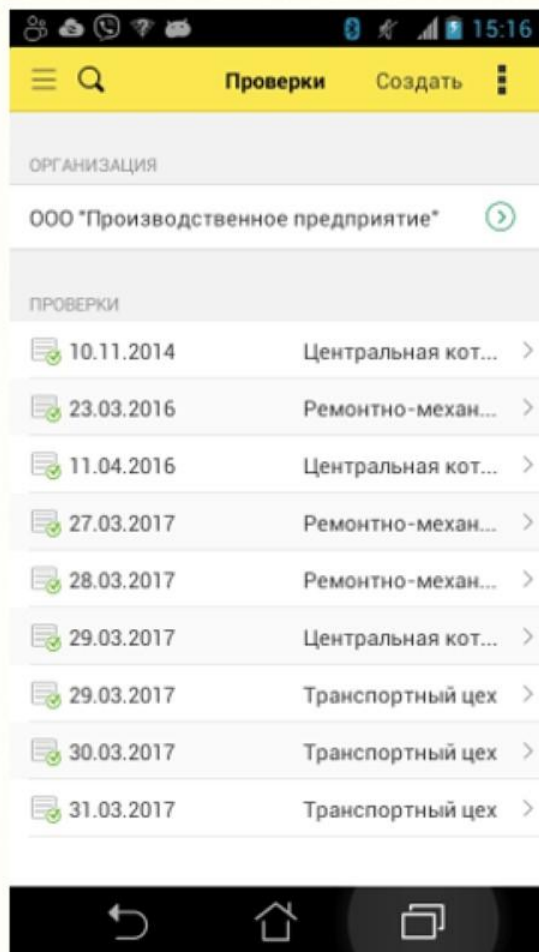 15:16
Проверки Создать
ОРГАНИЗАЦИЯ
ООО "Производственное предприятие"
ПРОВЕРКИ
10.11.2014 Центральная кот...
23.03.2016 Ремонтно-механ...
11.04.2016 Центральная кот...
27.03.2017 Ремонтно-механ...
28.03.2017 Ремонтно-механ...
29.03.2017 Центральная кот...
29.03.2017 Транспортный цех
30.03.2017 Транспортный цех
31.03.2017 Транспортный цех